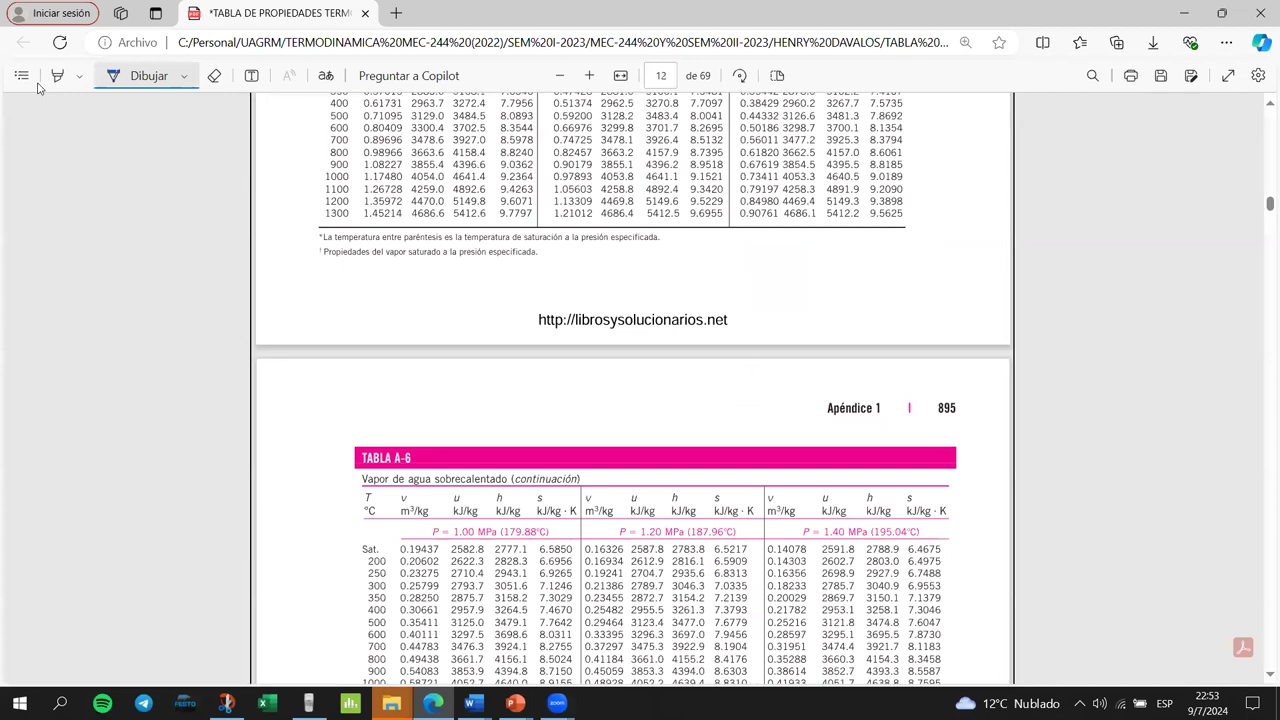 Iniciar sesión
*TABLA DE PROPIEDADES TERM
Archivo C:/Personal/UAGRM/TERMODINAMICA%20MEC-244%20(2022)/SEM%20I-2023/MEC-244%20Y%20SEM%20II-2023/HENRY%20DAVALOS/TABLA%20...
Dibujar Preguntar a Copilot 12 de 69
400 0.61731 2963.7 3272.4 7.7956 0.51374 2962.5 3270.8 7.7097 0.38429 2960.2 3267.7 7.5735
500 0.71095 3129.0 3484.5 8.0893 0.59200 3128.2 3483.4 8.0041 0.44332 3126.6 3481.3 7.8692
600 0.80409 3300.4 3702.5 8.3544 0.66976 3299.8 3701.7 8.2695 0.50186 3298.7 3700.1 8.1354
700 0.89696 3478.6 3927.0 8.5978 0.74725 3478.1 3926.4 8.5132 0.56011 3477.2 3925.3 8.3794
800 0.98966 3663.6 4158.4 8.8240 0.82457 3663.2 4157.9 8.7395 0.61820 3662.5 4157.0 8.6061
900 1.08227 3855.4 4396.6 9.0362 0.90179 3855.1 4396.2 8.9518 0.67619 3854.5 4395.5 8.8185
1000 1.17480 4054.0 4641.4 9.2364 0.97893 4053.8 4641.1 9.1521 0.73411 4053.3 4640.5 9.0189
1100 1.26728 4259.0 4892.6 9.4263 1.05603 4258.8 4892.4 9.3420 0.79197 4258.3 4891.9 9.2090
1200 1.35972 4470.0 5149.8 9.6071 1.13309 4469.8 5149.6 9.5229 0.84980 4469.4 5149.3 9.3898
1300 1.45214 4686.6 5412.6 9.7797 1.21012 4686.4 5412.5 9.6955 0.90761 4686.1 5412.2 9.5625
*La temperatura entre paréntesis es la temperatura de saturación a la presión especificada.
† Propiedades del vapor saturado a la presión especificada.
http://librosysolucionarios.net
Apéndice 1 | 895
TABLA A-6
Vapor de agua sobrecalentado (continuación)
T v u h s v u h s v u h s
°C m³/kg kJ/kg kJ/kg kJ/kg · K m³/kg kJ/kg kJ/kg kJ/kg · K m³/kg kJ/kg kJ/kg kJ/kg · K
P = 1.00 MPa (179.88°C) P = 1.20 MPa (187.96°C) P = 1.40 MPa (195.04°C)
Sat. 0.19437 2582.8 2777.1 6.5850 0.16326 2587.8 2783.8 6.5217 0.14078 2591.8 2788.9 6.4675
200 0.20602 2622.3 2828.3 6.6956 0.16934 2612.9 2816.1 6.5909 0.14303 2602.7 2803.0 6.4975
250 0.23275 2710.4 2943.1 6.9265 0.19241 2704.7 2935.6 6.8313 0.16356 2698.9 2927.9 6.7488
300 0.25799 2793.7 3051.6 7.1246 0.21386 2789.7 3046.3 7.0335 0.18233 2785.7 3040.9 6.9553
350 0.28250 2875.7 3158.2 7.3029 0.23455 2872.7 3154.2 7.2139 0.20029 2869.7 3150.1 7.1379
400 0.30661 2957.9 3264.5 7.4670 0.25482 2955.5 3261.3 7.3793 0.21782 2953.1 3258.1 7.3046
500 0.35411 3125.0 3479.1 7.7642 0.29464 3123.4 3477.0 7.6779 0.25216 3121.8 3474.8 7.6047
600 0.40111 3297.5 3698.6 8.0311 0.33395 3296.3 3697.0 7.9456 0.28597 3295.1 3695.5 7.8730
700 0.44783 3476.3 3924.1 8.2755 0.37297 3475.3 3922.9 8.1904 0.31951 3474.4 3921.7 8.1183
800 0.49438 3661.7 4156.1 8.5024 0.41184 3661.0 4155.2 8.4176 0.35288 3660.3 4154.3 8.3458
900 0.54083 3853.9 4394.8 8.7150 0.45059 3853.3 4394.0 8.6303 0.38614 3852.7 4393.3 8.5587
12°C Nublado ESP 22:53
9/7/2024